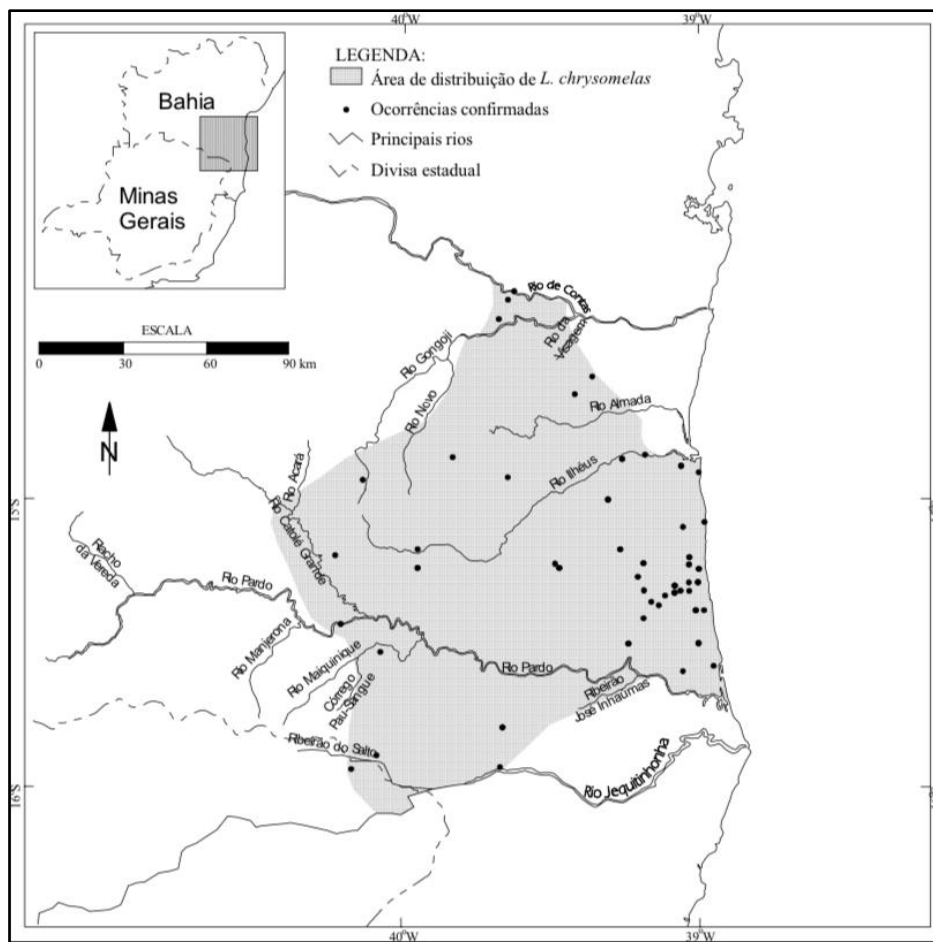 40°W
39°W
LEGENDA:
Área de distribuição de L. chrysomelas
Ocorrências confirmadas
Principais rios
Divisa estadual
Bahia
Minas
Gerais
ESCALA
0 30 60 90 km
N
Rio de Contas
Rio da
Visagem
Rio Gongoji
Rio Novo
Rio Almada
Rio Acará
Rio Ilhéus
15°S
Rio Catolé Grande
Riacho
da Vereda
Rio Pardo
Rio Manjerona
Rio Maiquinique
Córrego
Pau-Sangue
Rio Pardo
Ribeirão
José Inhaumas
Ribeirão do Salto
Rio Jequitinhonha
16°S
40°W
39°W